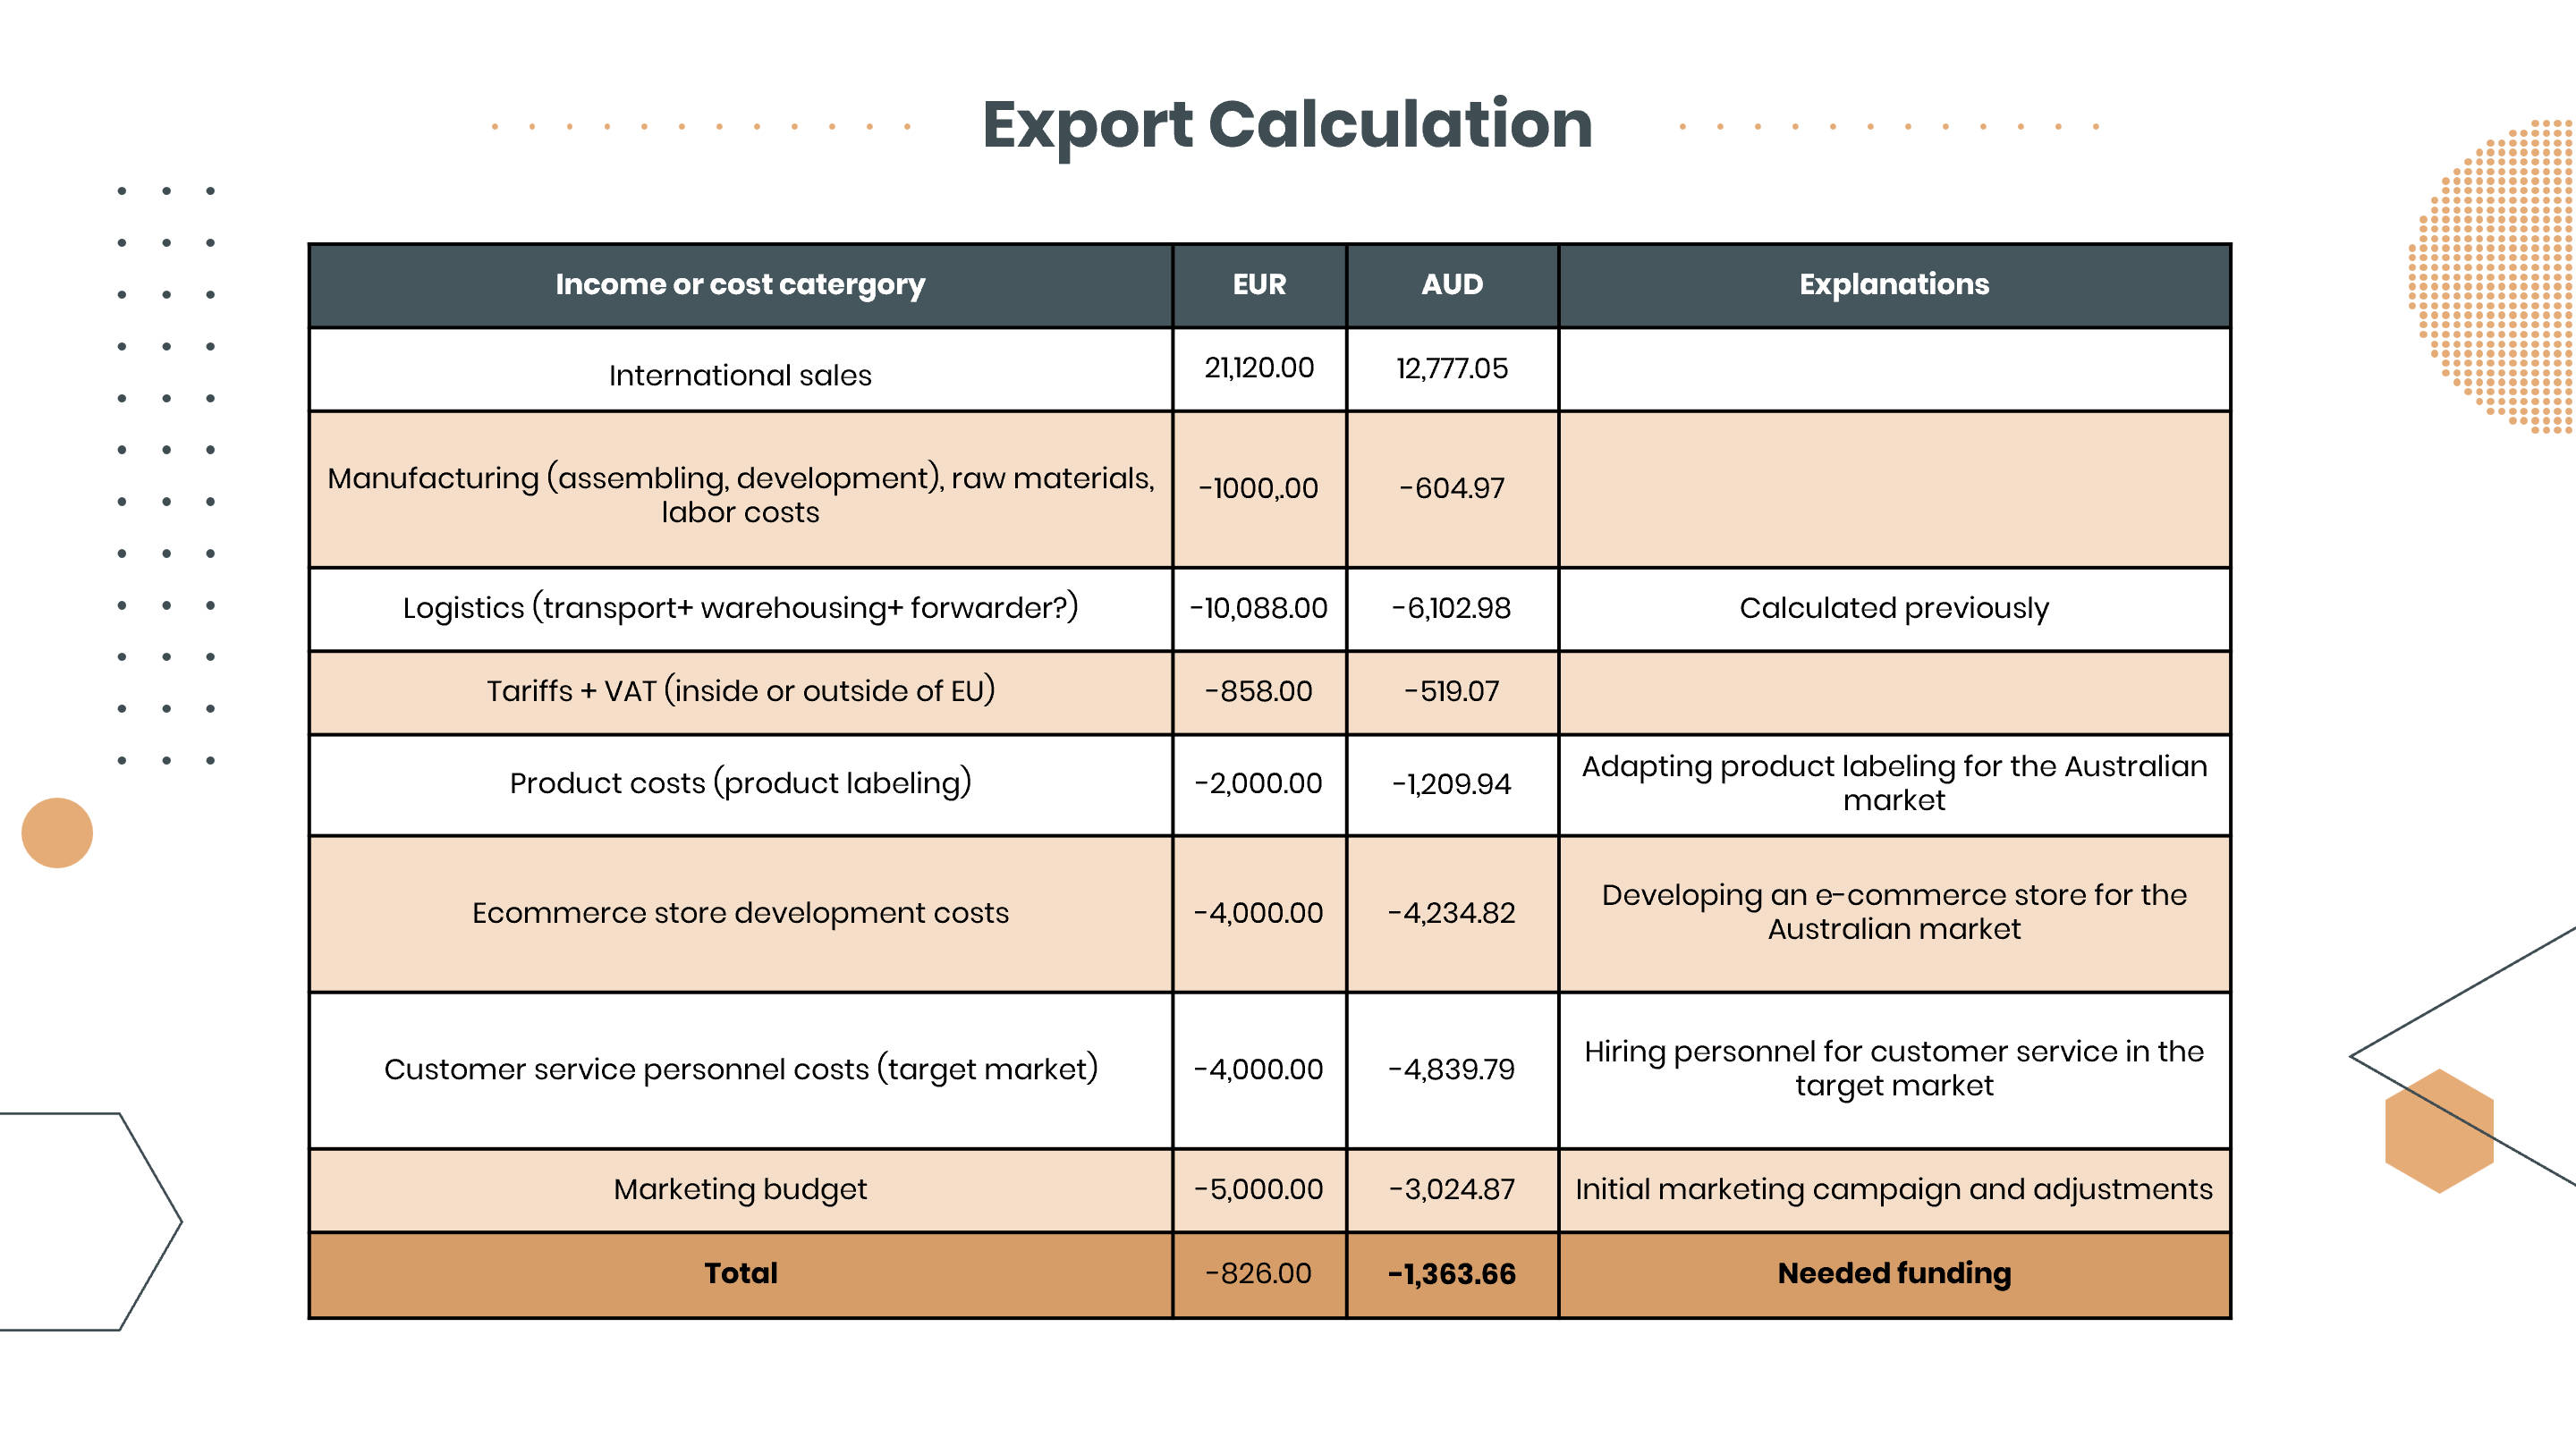 Export Calculation
Income or cost catergory EUR AUD Explanations
International sales 21,120.00 12,777.05
Manufacturing (assembling, development), raw materials,
labor costs
-1000,.00 -604.97
Logistics (transport+ warehousing+ forwarder?) -10,088.00 -6,102.98 Calculated previously
Tariffs + VAT (inside or outside of EU) -858.00 -519.07
Product costs (product labeling) -2,000.00 -1,209.94
Adapting product labeling for the Australian
market
Ecommerce store development costs -4,000.00 -4,234.82
Developing an e-commerce store for the
Australian market
Customer service personnel costs (target market) -4,000.00 -4,839.79
Hiring personnel for customer service in the
target market
Marketing budget -5,000.00 -3,024.87 Initial marketing campaign and adjustments
Total -826.00 -1,363.66 Needed funding